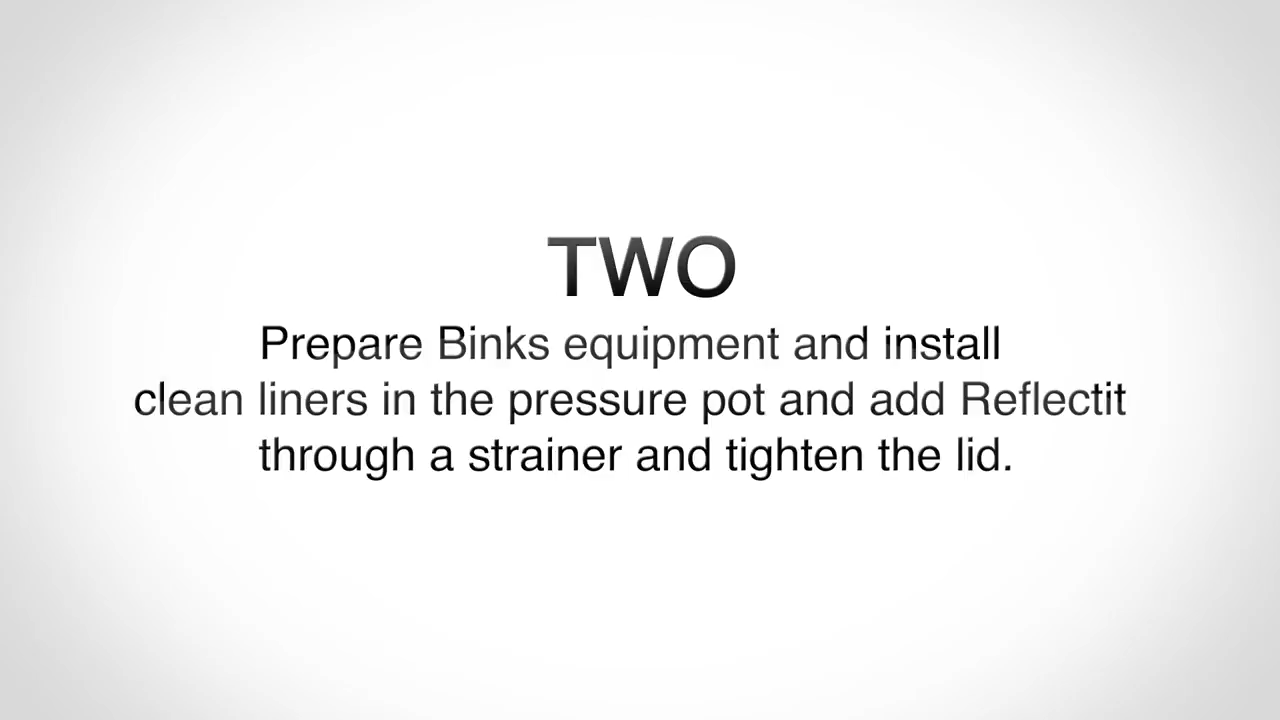 TWO
Prepare Binks equipment and install
clean liners in the pressure pot and add Reflectit
through a strainer and tighten the lid.